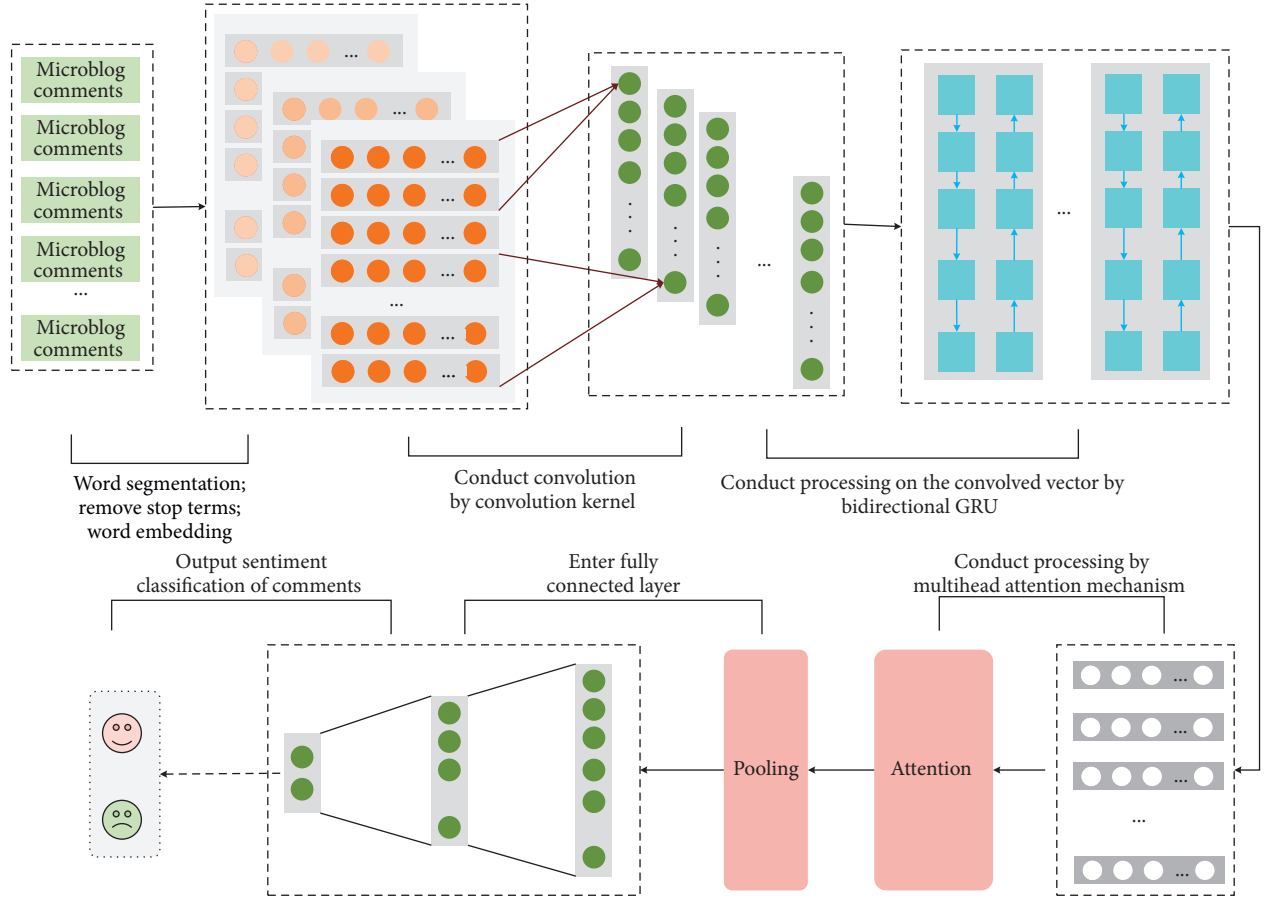 Microblog
comments
Microblog
comments
Microblog
comments
Microblog
comments
...
Microblog
comments
...
...
...
...
...
...
...
...
...
...
...
Word segmentation;
remove stop terms;
word embedding
Conduct convolution
by convolution kernel
Conduct processing on the convolved vector by
bidirectional GRU
Output sentiment
classification of comments
Enter fully
connected layer
Conduct processing by
multihead attention mechanism
Pooling
Attention
...
...
...
...
...